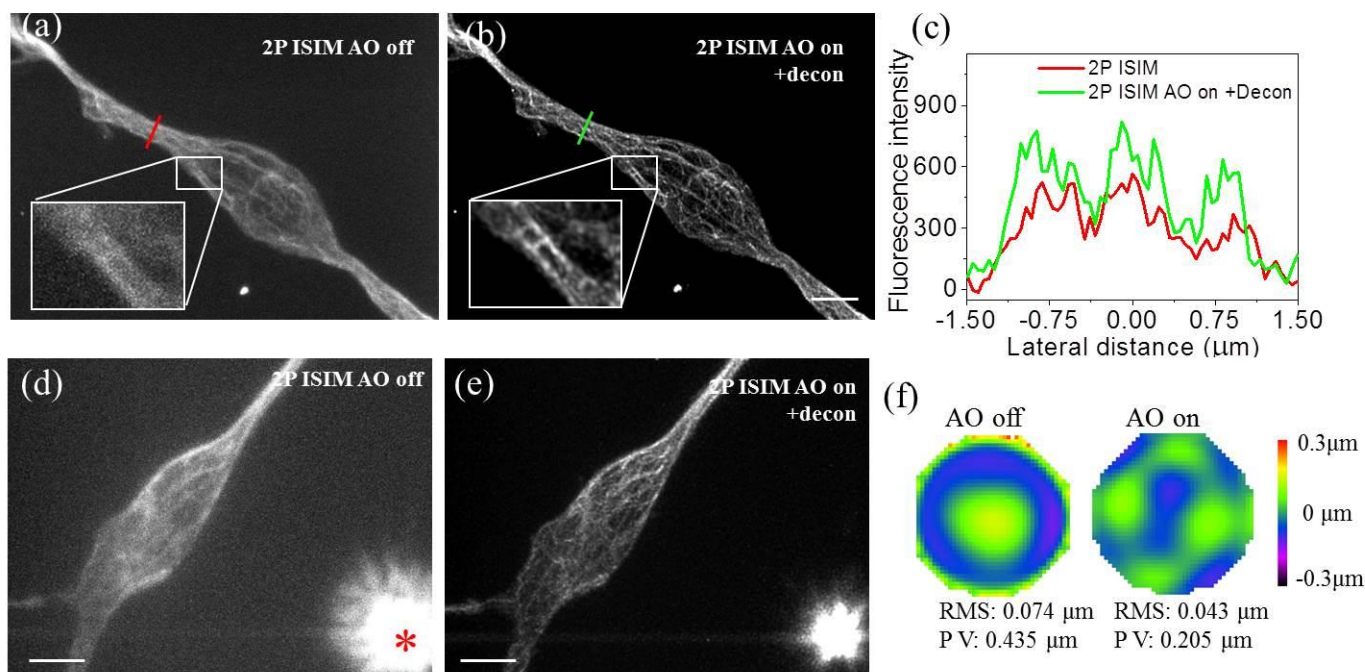 (a)
2P ISIM AO off
(b)
2P ISIM AO on
+decon
(c)
2P ISIM
2P ISIM AO on +Decon
Fluorescence intensity
900
600
300
0
-1.50
-0.75
0.00
0.75
1.50
Lateral distance (μm)
(d)
2P ISIM AO off
*
(e)
2P ISIM AO on
+decon
(f)
AO off
AO on
0.3μm
0 μm
-0.3μm
RMS: 0.074 μm
P V: 0.435 μm
RMS: 0.043 μm
P V: 0.205 μm